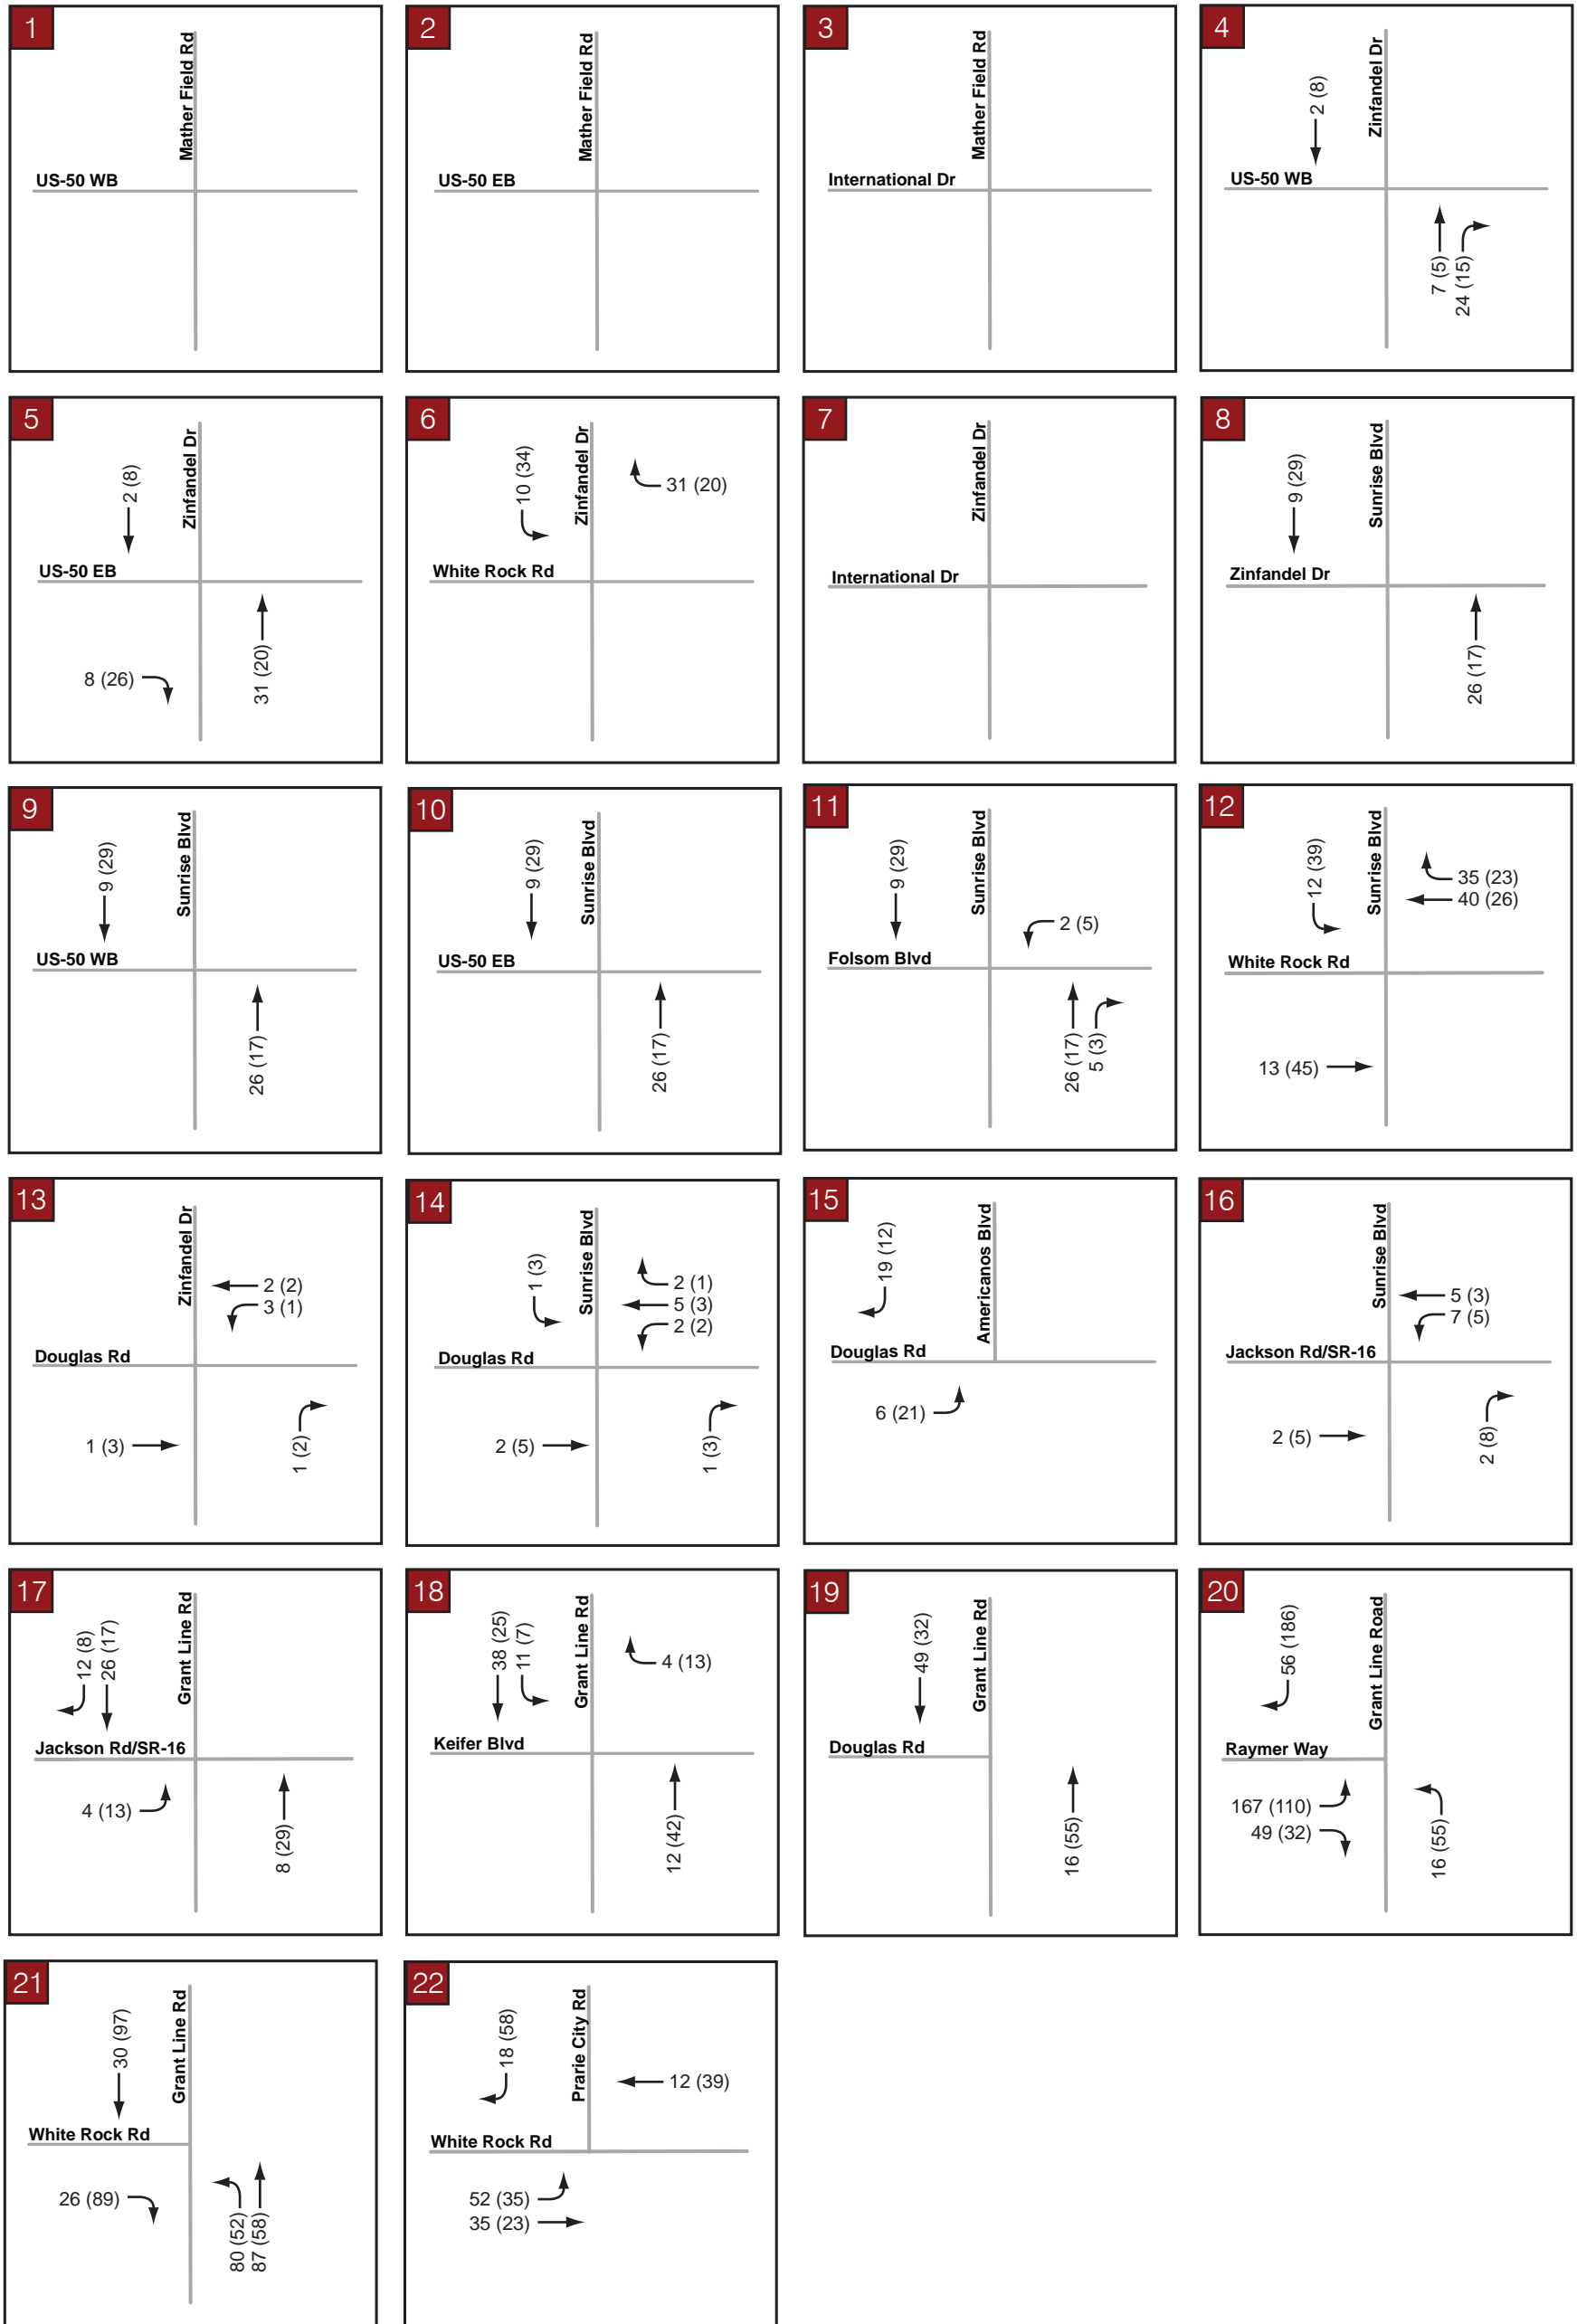 1
Mather Field Rd
US-50 WB
2
Mather Field Rd
US-50 EB
3
Mather Field Rd
International Dr
4
Zinfandel Dr
2 (8)
US-50 WB
7 (5)
24 (15)
5
Zinfandel Dr
2 (8)
US-50 EB
8 (26)
31 (20)
6
Zinfandel Dr
10 (34)
31 (20)
White Rock Rd
7
Zinfandel Dr
International Dr
8
Sunrise Blvd
9 (29)
Zinfandel Dr
26 (17)
9
Sunrise Blvd
9 (29)
US-50 WB
26 (17)
10
Sunrise Blvd
9 (29)
US-50 EB
26 (17)
11
Sunrise Blvd
9 (29)
2 (5)
Folsom Blvd
26 (17)
5 (3)
12
Sunrise Blvd
12 (39)
35 (23)
40 (26)
White Rock Rd
13 (45)
13
Zinfandel Dr
2 (2)
3 (1)
Douglas Rd
1 (3)
1 (2)
14
Sunrise Blvd
1 (3)
2 (1)
5 (3)
2 (2)
Douglas Rd
2 (5)
1 (3)
15
Americanos Blvd
19 (12)
Douglas Rd
6 (21)
16
Sunrise Blvd
5 (3)
7 (5)
Jackson Rd/SR-16
2 (5)
2 (8)
17
Grant Line Rd
12 (8)
26 (17)
Jackson Rd/SR-16
4 (13)
8 (29)
18
Grant Line Rd
38 (25)
11 (7)
4 (13)
Keifer Blvd
12 (42)
19
Grant Line Rd
49 (32)
Douglas Rd
16 (55)
20
Grant Line Road
56 (186)
Raymer Way
167 (110)
49 (32)
16 (55)
21
Grant Line Rd
30 (97)
White Rock Rd
26 (89)
80 (52)
87 (58)
22
Prarie City Rd
18 (58)
12 (39)
White Rock Rd
52 (35)
35 (23)